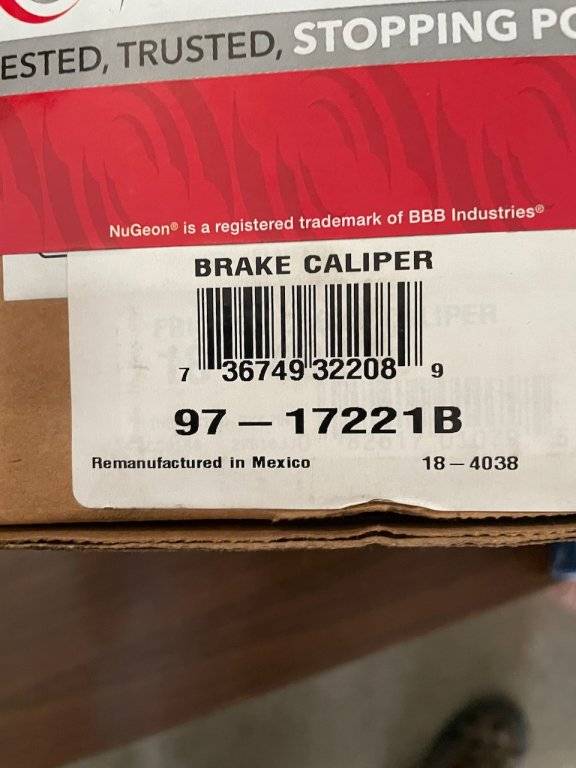 ESTED, TRUSTED, STOPPING PO
NuGeon® is a registered trademark of BBB Industries®
BRAKE CALIPER
7 36749 32208 9
97 – 17221B
Remanufactured in Mexico 18 – 4038